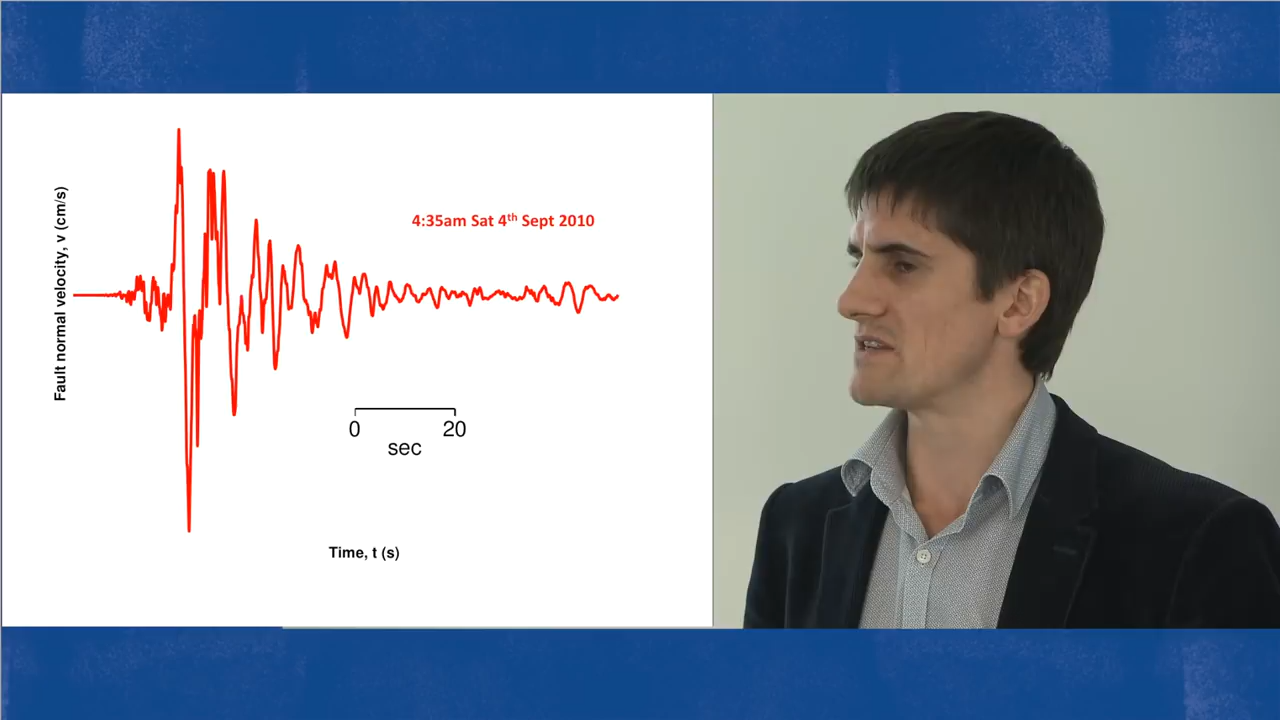 Fault normal velocity, v (cm/s)
4:35am Sat 4th Sept 2010
0 20
sec
Time, t (s)